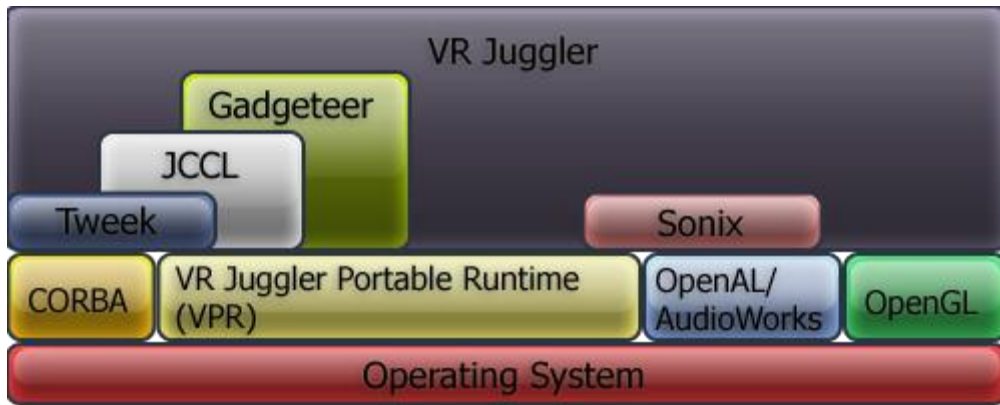 VR Juggler
Gadgeteer
JCCL
Tweek
Sonix
CORBA
VR Juggler Portable Runtime
(VPR)
OpenAL/
AudioWorks
OpenGL
Operating System